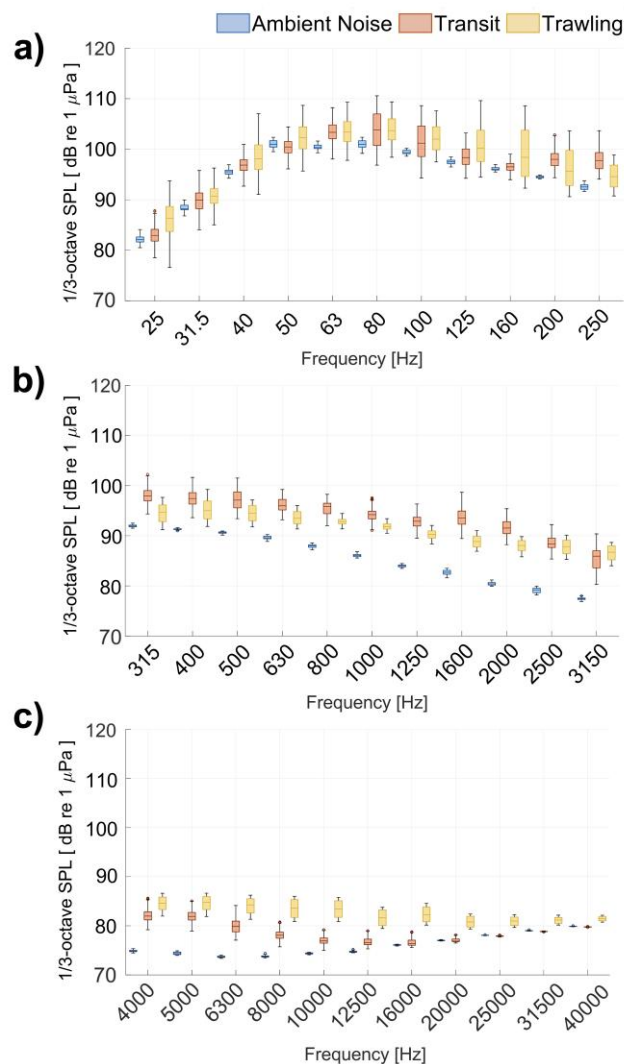 Ambient Noise Transit Trawling
a)
120
110
100
90
80
70
1/3-octave SPL [ dB re 1 μPa ]
25 31.5 40 50 63 80 100 125 160 200 250
Frequency [Hz]
b)
120
110
100
90
80
70
1/3-octave SPL [ dB re 1 μPa ]
315 400 500 630 800 1000 1250 1600 2000 2500 3150
Frequency [Hz]
c)
120
110
100
90
80
70
1/3-octave SPL [ dB re 1 μPa ]
4000 5000 6300 8000 10000 12500 16000 20000 25000 31500 40000
Frequency [Hz]